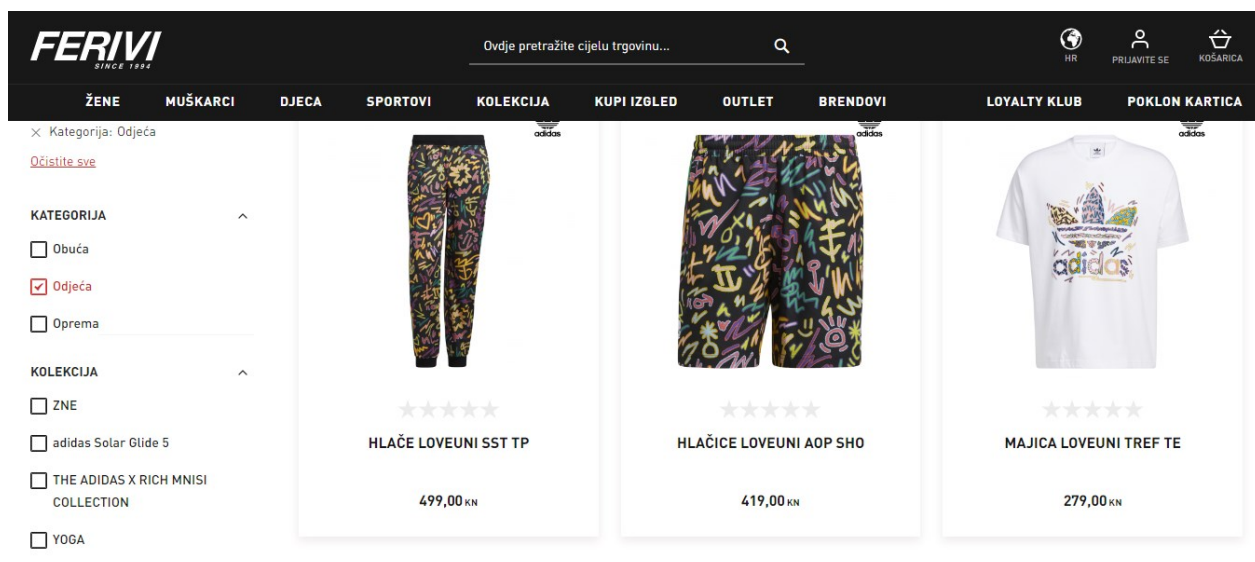 FERIVI
SINCE 1994
Ovdje pretražite cijelu trgovinu...
HR
PRIJAVITE SE
KOŠARICA
ŽENE MUŠKARCI DJECA SPORTOVI KOLEKCIJA KUPI IZGLED OUTLET BRENDOVI LOYALTY KLUB POKLON KARTICA
× Kategorija: Odjeća
Očistite sve
KATEGORIJA
Obuća
Odjeća
Oprema
KOLEKCIJA
ZNE
adidas Solar Glide 5
THE ADIDAS X RICH MNISI
COLLECTION
YOGA
adidas
HLAČE LOVEUNI SST TP
499,00 KN
adidas
HLAČICE LOVEUNI AOP SHO
419,00 KN
adidas
adidas
MAJICA LOVEUNI TREF TE
279,00 KN